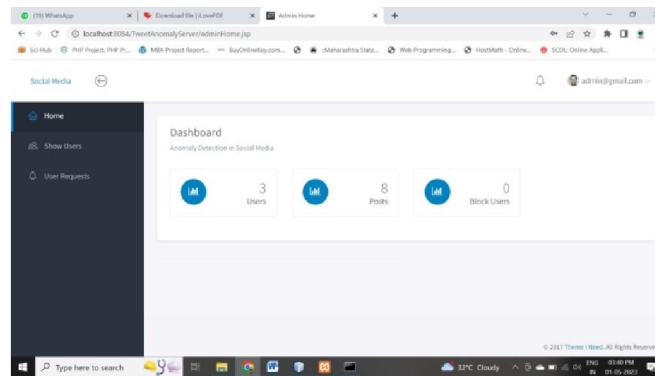 (19) WhatsApp
Download file | iLovePDF
Admin Home
localhost:8084/TweetAnomalyServer/adminHome.jsp
Sci-Hub
PHP Project, PHP Pr...
MBA Project Report...
BuyOnlineKey.com...
:Maharashtra State...
Web Programming...
HostMath - Online...
SCDL: Online Appl...
Social Media
admin@gmail.com
Home
Show Users
User Requests
Dashboard
Anomaly Detection in Social Media
3
Users
8
Posts
0
Block Users
© 2017 Theme I Need, All Rights Reserve
Type here to search
32°C Cloudy
ENG
IN
03:40 PM
01-05-2023